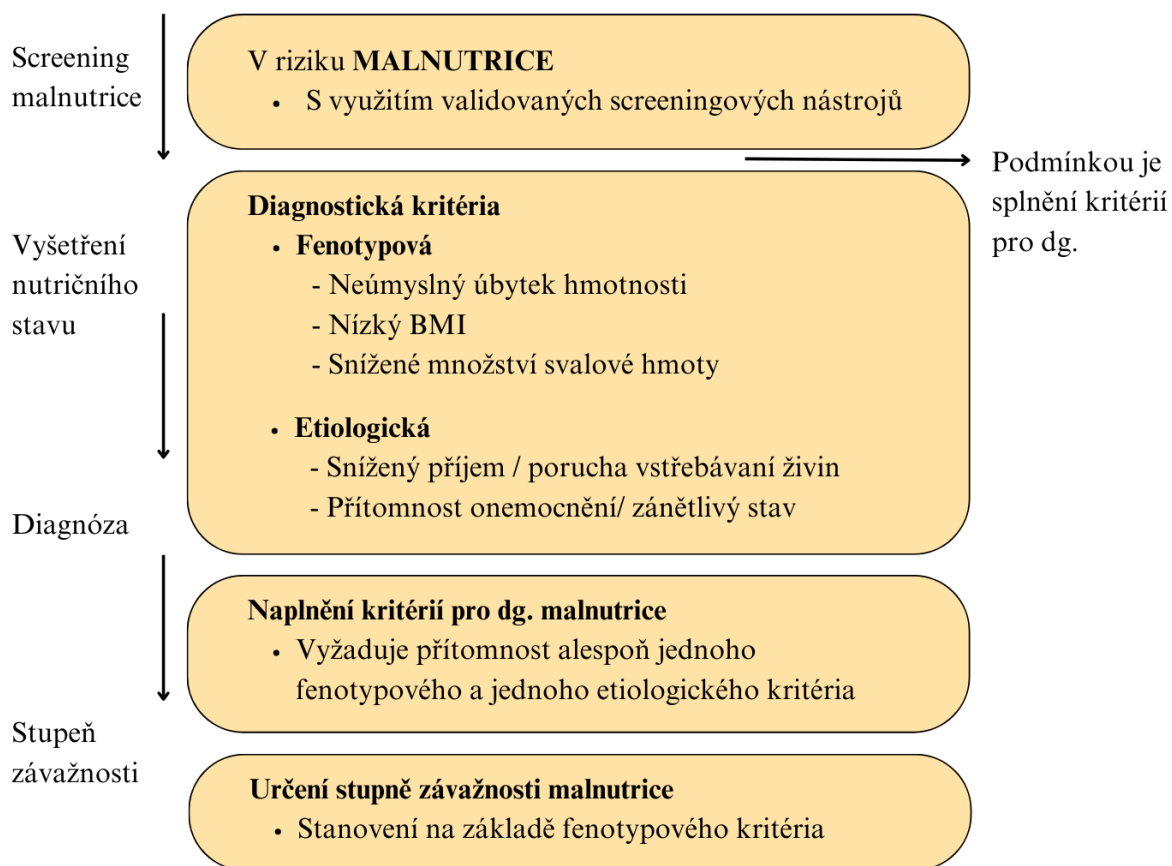 Screening
malnutrice
V riziku MALNUTRICE
• S využitím validovaných screeningových nástrojů
Podmínkou je
splnění kritérií
pro dg.
Vyšetření
nutričního
stavu
Diagnostická kritéria
• Fenotypová
- Neúmyslný úbytek hmotnosti
- Nízký BMI
- Snížené množství svalové hmoty
• Etiologická
- Snížený příjem / porucha vstřebávaní živin
- Přítomnost onemocnění/ zánětlivý stav
Diagnóza
Naplnění kritérií pro dg. malnutrice
• Vyžaduje přítomnost alespoň jednoho
fenotypového a jednoho etiologického kritéria
Stupeň
závažnosti
Určení stupně závažnosti malnutrice
• Stanovení na základě fenotypového kritéria